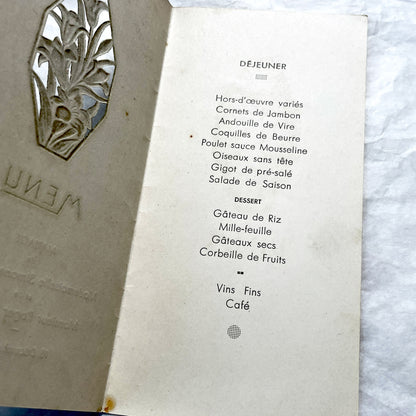 MENU
DÉJEUNER
Hors-d'œuvre variés
Cornets de Jambon
Andouille de Vire
Coquilles de Beurre
Poulet sauce Mousseline
Oiseaux sans tête
Gigot de pré-salé
Salade de Saison
DESSERT
Gâteau de Riz
Mille-feuille
Gâteaux secs
Corbeille de Fruits
Vins Fins
Café